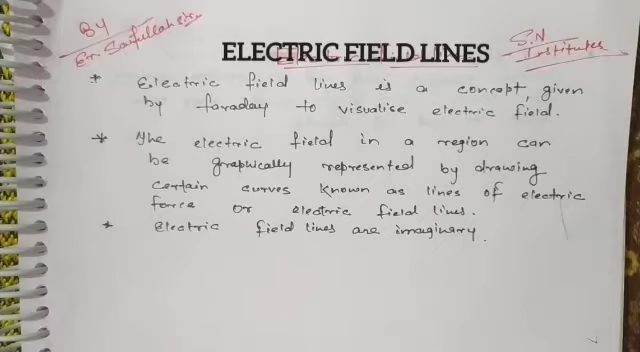 By
Er. Saifullah sir
S.N
Institutes
ELECTRIC FIELD LINES
* Electric field lines is a concept, given
by faraday to visualise electric field.
* The electric field in a region can
be graphically represented by drawing
certain curves known as lines of electric
force or electric field lines.
* Electric field lines are imaginary.